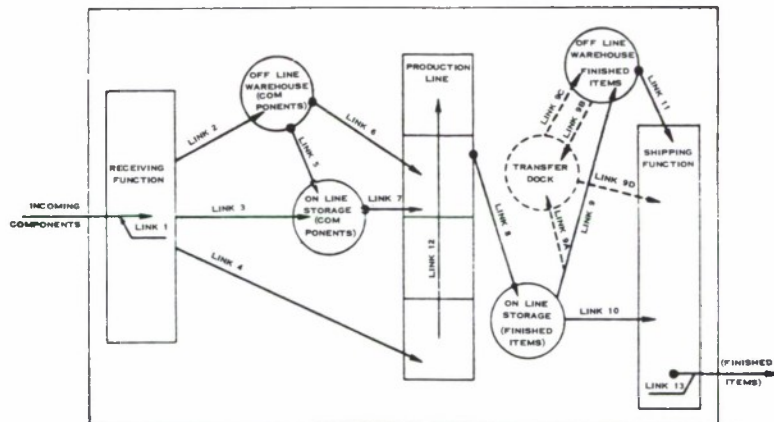 INCOMING
COMPONENTS
LINK 1
RECEIVING
FUNCTION
LINK 2
LINK 3
LINK 4
OFF LINE
WAREHOUSE
(COM
PONENTS)
LINK 5
LINK 6
ON LINE
STORAGE
(COM
PONENTS)
LINK 7
PRODUCTION
LINE
LINK 12
LINK 8
ON LINE
STORAGE
(FINISHED
ITEMS)
LINK 9A
LINK 9
LINK 10
TRANSFER
DOCK
LINK 9C
LINK 9B
LINK 9D
OFF LINE
WAREHOUSE
FINISHED
ITEMS)
LINK 11
SHIPPING
FUNCTION
LINK 13
(FINISHED
ITEMS)